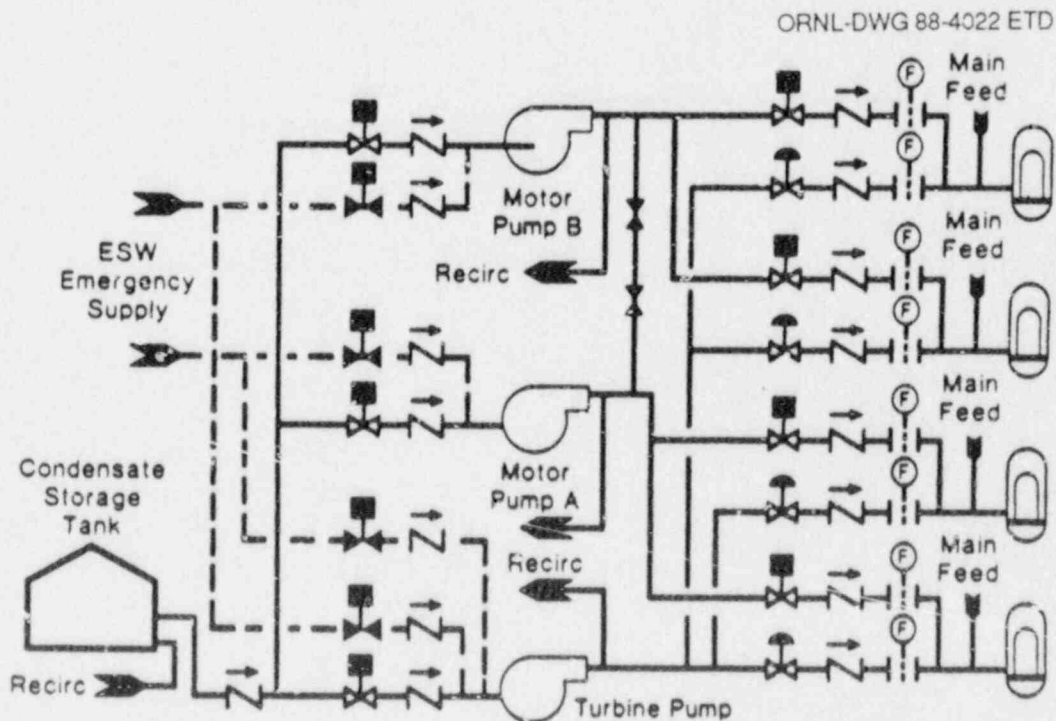 ORNL-DWG 88-4022 ETD
Main
Feed
F
F
Motor
Pump B
ESW
Emergency
Supply
Recirc
Main
Feed
F
F
Main
Feed
F
F
Motor
Pump A
Condensate
Storage
Tank
Recirc
Main
Feed
F
F
Recirc
Turbine Pump